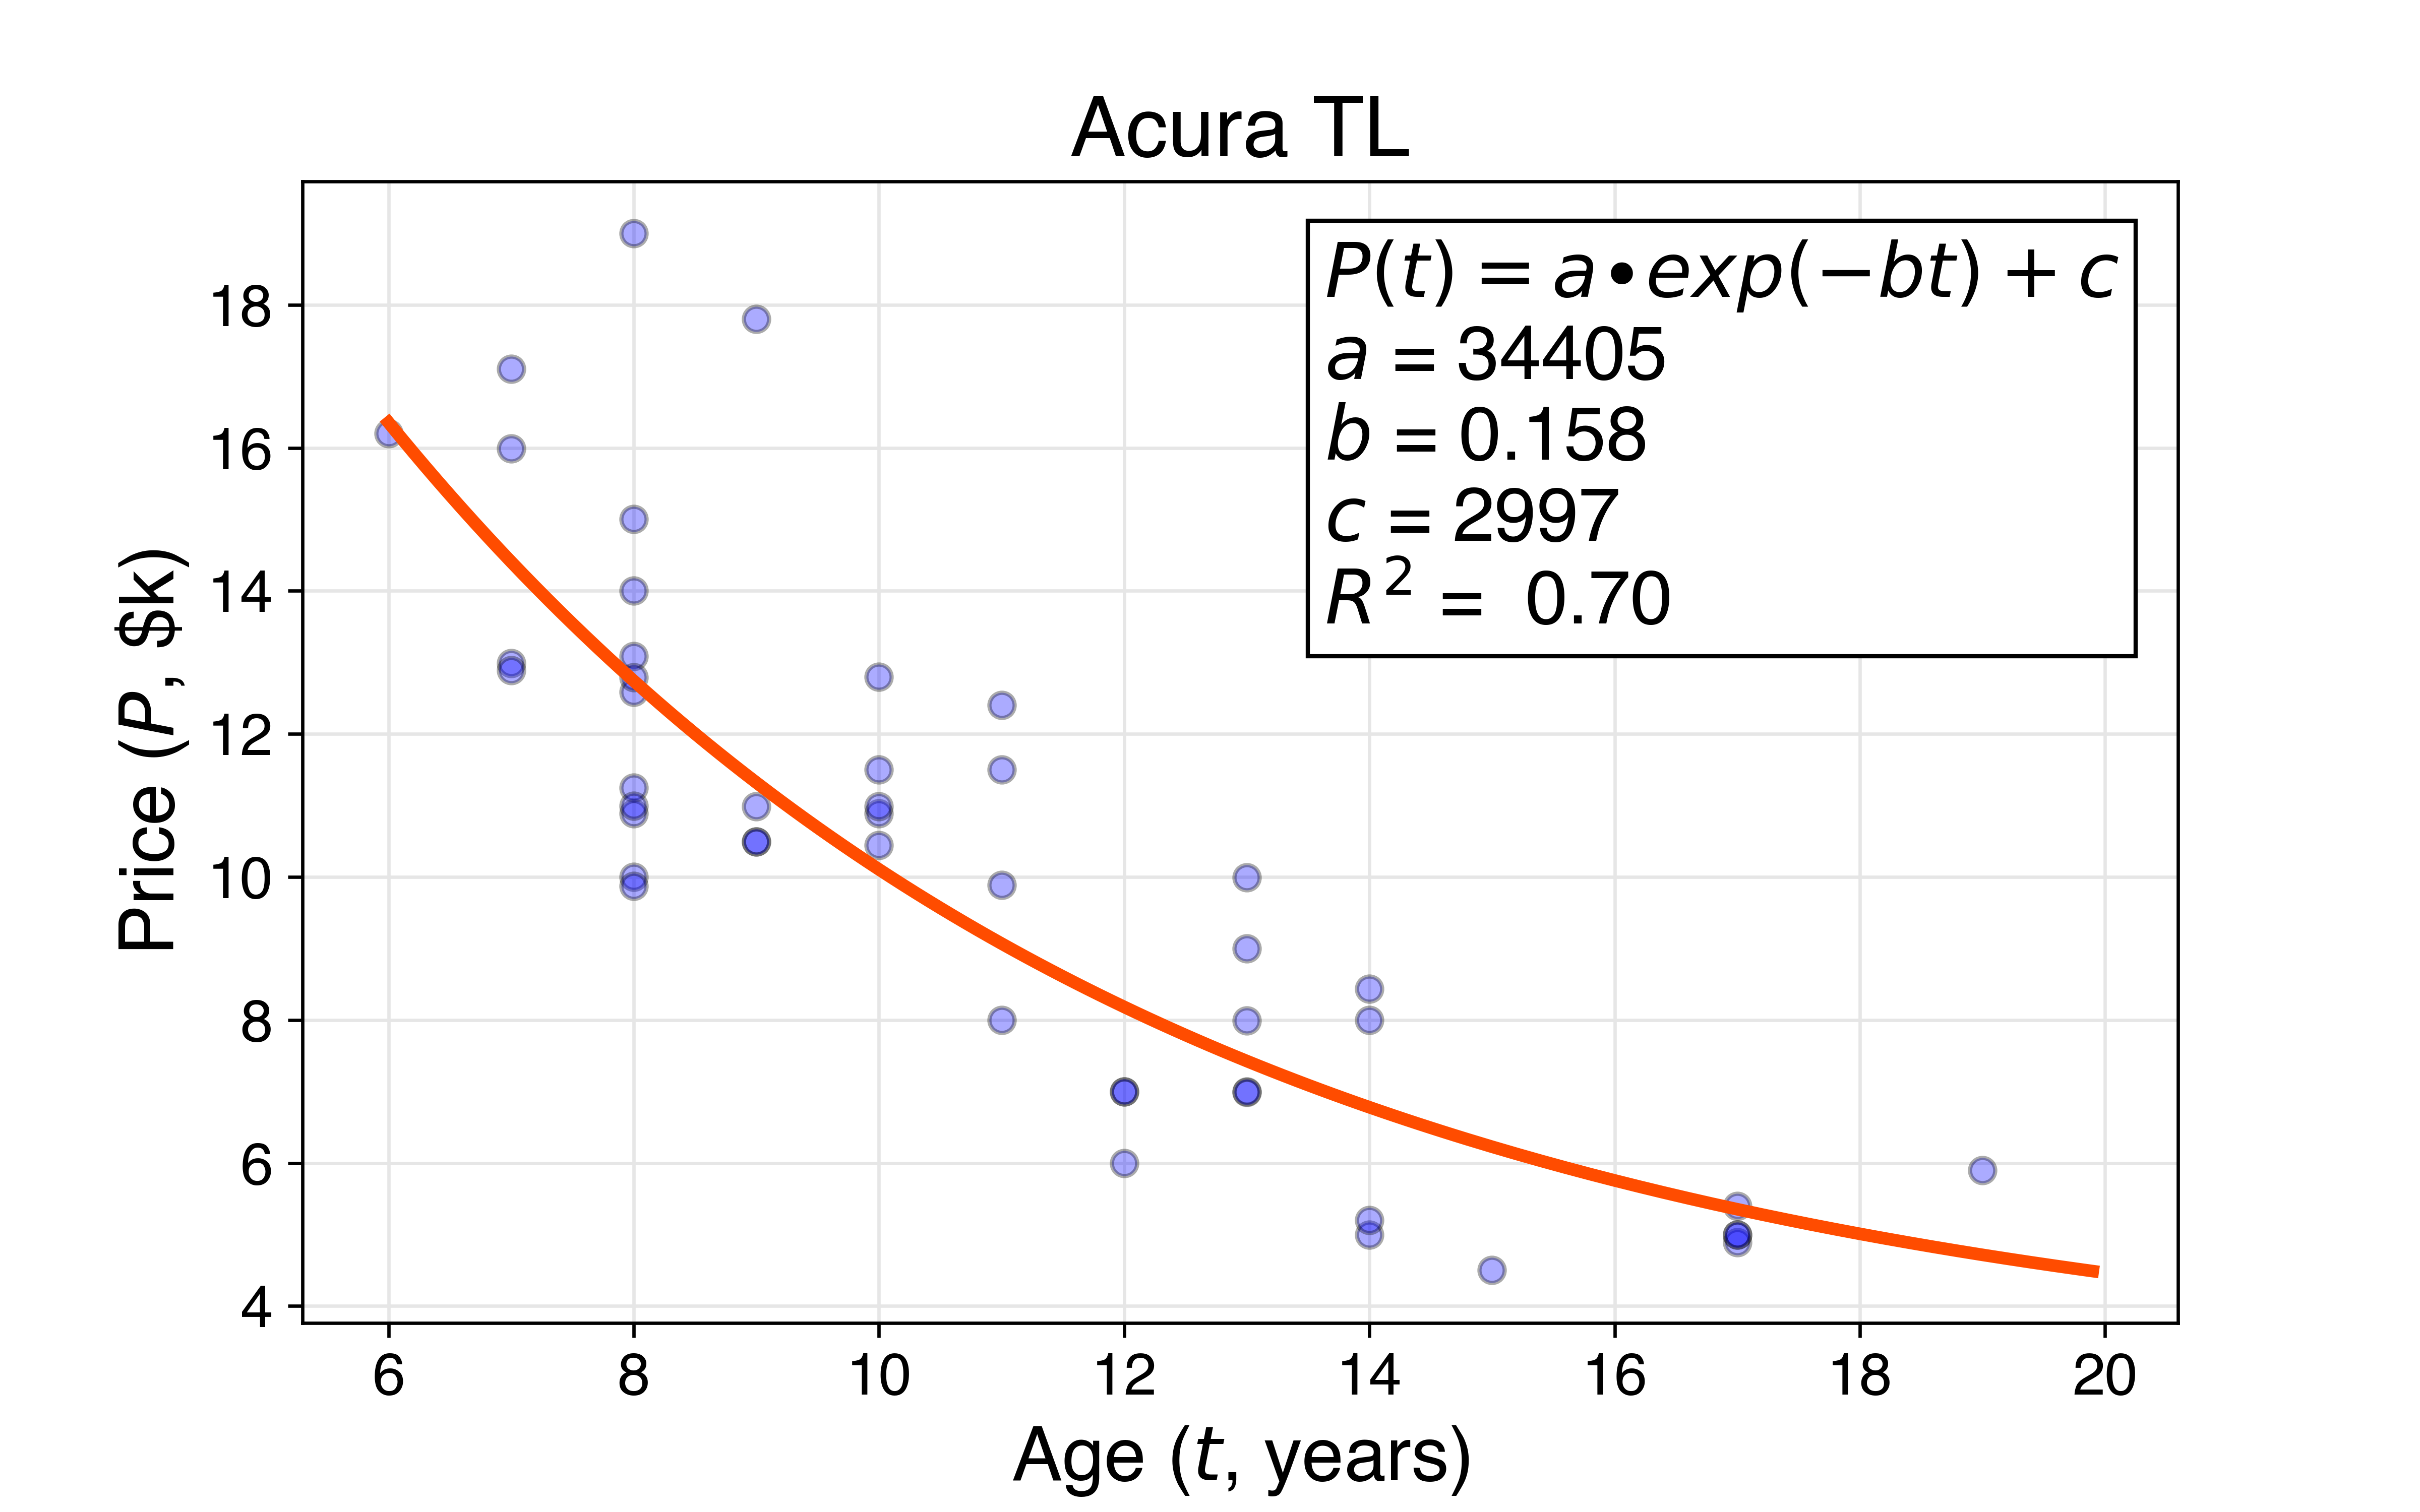 Acura TL
P(t) = a•exp(−bt) + c
a = 34405
b = 0.158
c = 2997
R² = 0.70
Price (P, $k)
18
16
14
12
10
8
6
4
6 8 10 12 14 16 18 20
Age (t, years)